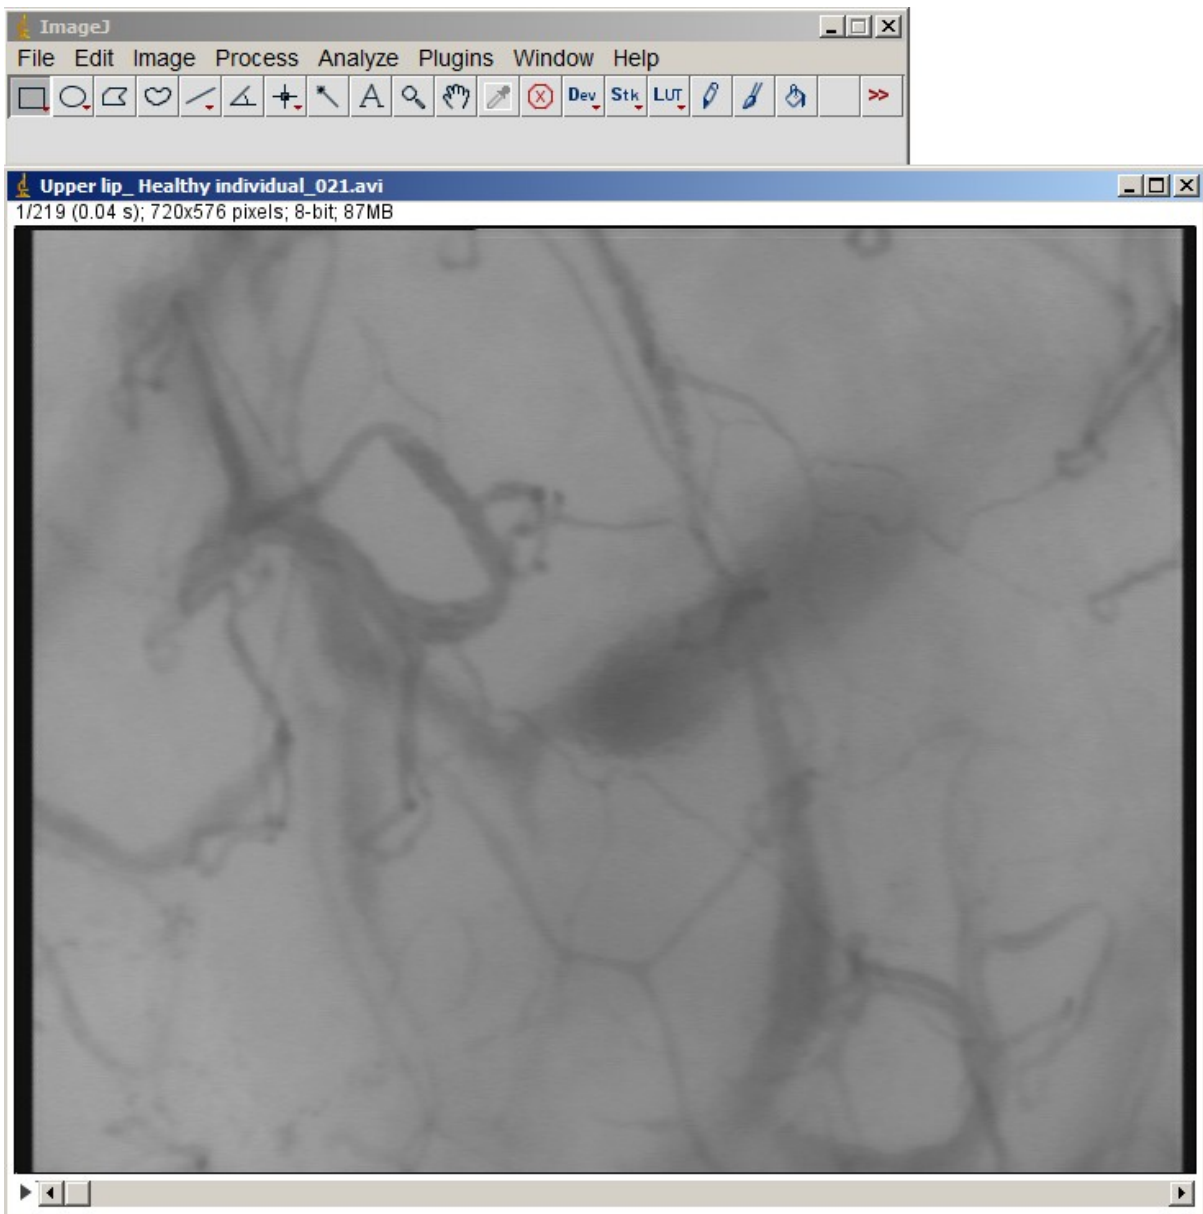 ImageJ
File Edit Image Process Analyze Plugins Window Help
A Dev Stk LUT >>
Upper lip_ Healthy individual_021.avi
1/219 (0.04 s); 720x576 pixels; 8-bit; 87MB